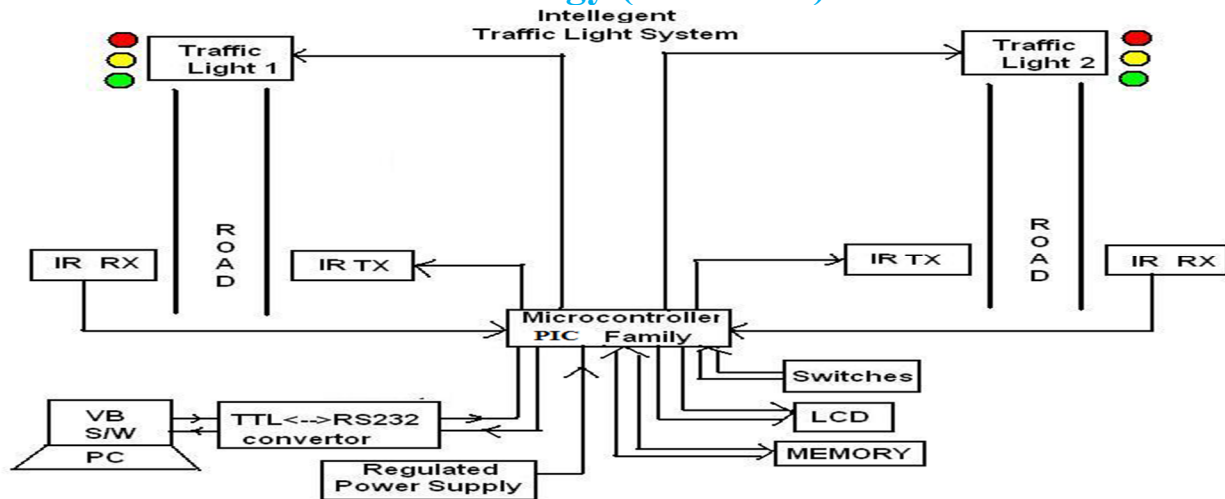 Intellegent
Traffic Light System
Traffic
Light 1
Traffic
Light 2
R
O
A
D
R
O
A
D
IR RX
IR TX
IR TX
IR RX
Microcontroller
PIC Family
Switches
LCD
MEMORY
VB
S/W
PC
TTL<-->RS232
convertor
Regulated
Power Supply